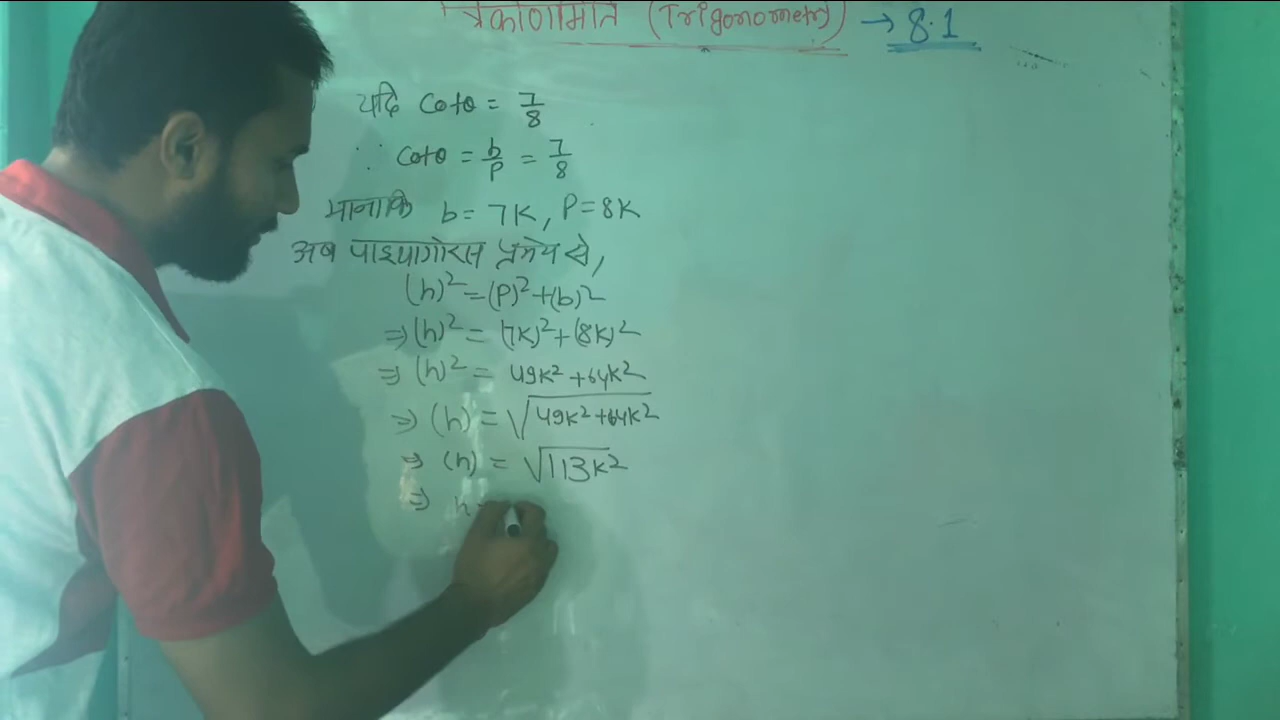 त्रिकोणमिति (Trigonometry) → 8.1
यदि Cotθ = 7/8
∵ Cotθ = b/P = 7/8
मानाकि b = 7K, P = 8K
अब पाइथागोरस प्रमेय से,
(h)² = (P)² + (b)²
⇒ (h)² = (7K)² + (8K)²
⇒ (h)² = 49K² + 64K²
⇒ (h) = √49K² + 64K²
⇒ (h) = √113K²
⇒ h =